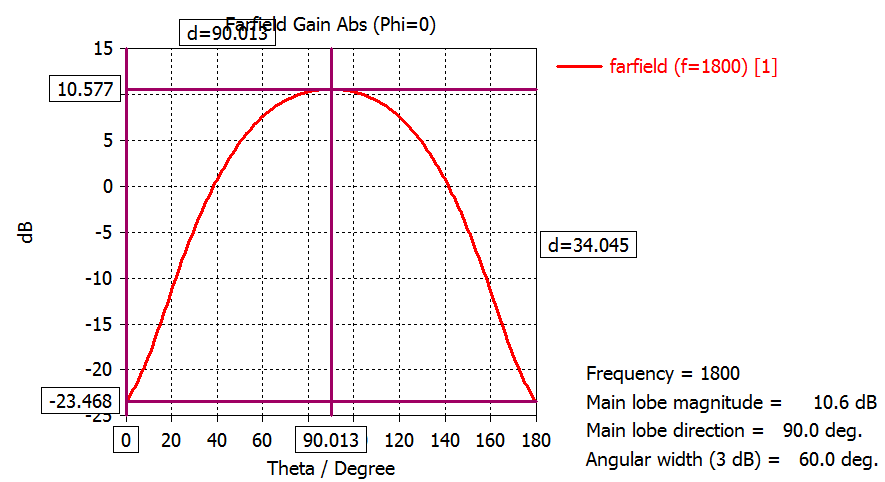 Farfield Gain Abs (Phi=0)
d=90.013
15
10.577
5
0
-5
-10
-15
-20
-23.468
-25
dB
0
20
40
60
90.013
120
140
160
180
Theta / Degree
farfield (f=1800) [1]
d=34.045
Frequency = 1800
Main lobe magnitude = 10.6 dB
Main lobe direction = 90.0 deg.
Angular width (3 dB) = 60.0 deg.